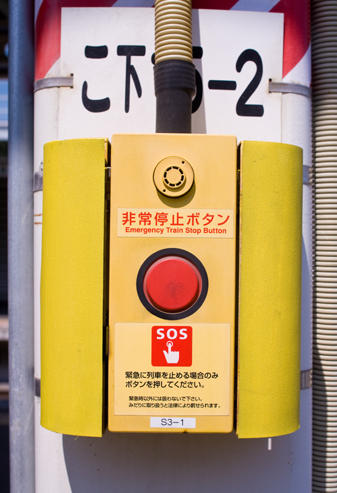 こ下 5-2
非常停止ボタン
Emergency Train Stop Button
SOS
緊急に列車を止める場合のみ
ボタンを押してください。
緊急時以外には扱わないで下さい。
みだりに取り扱うと法律により罰せられます。
S3-1